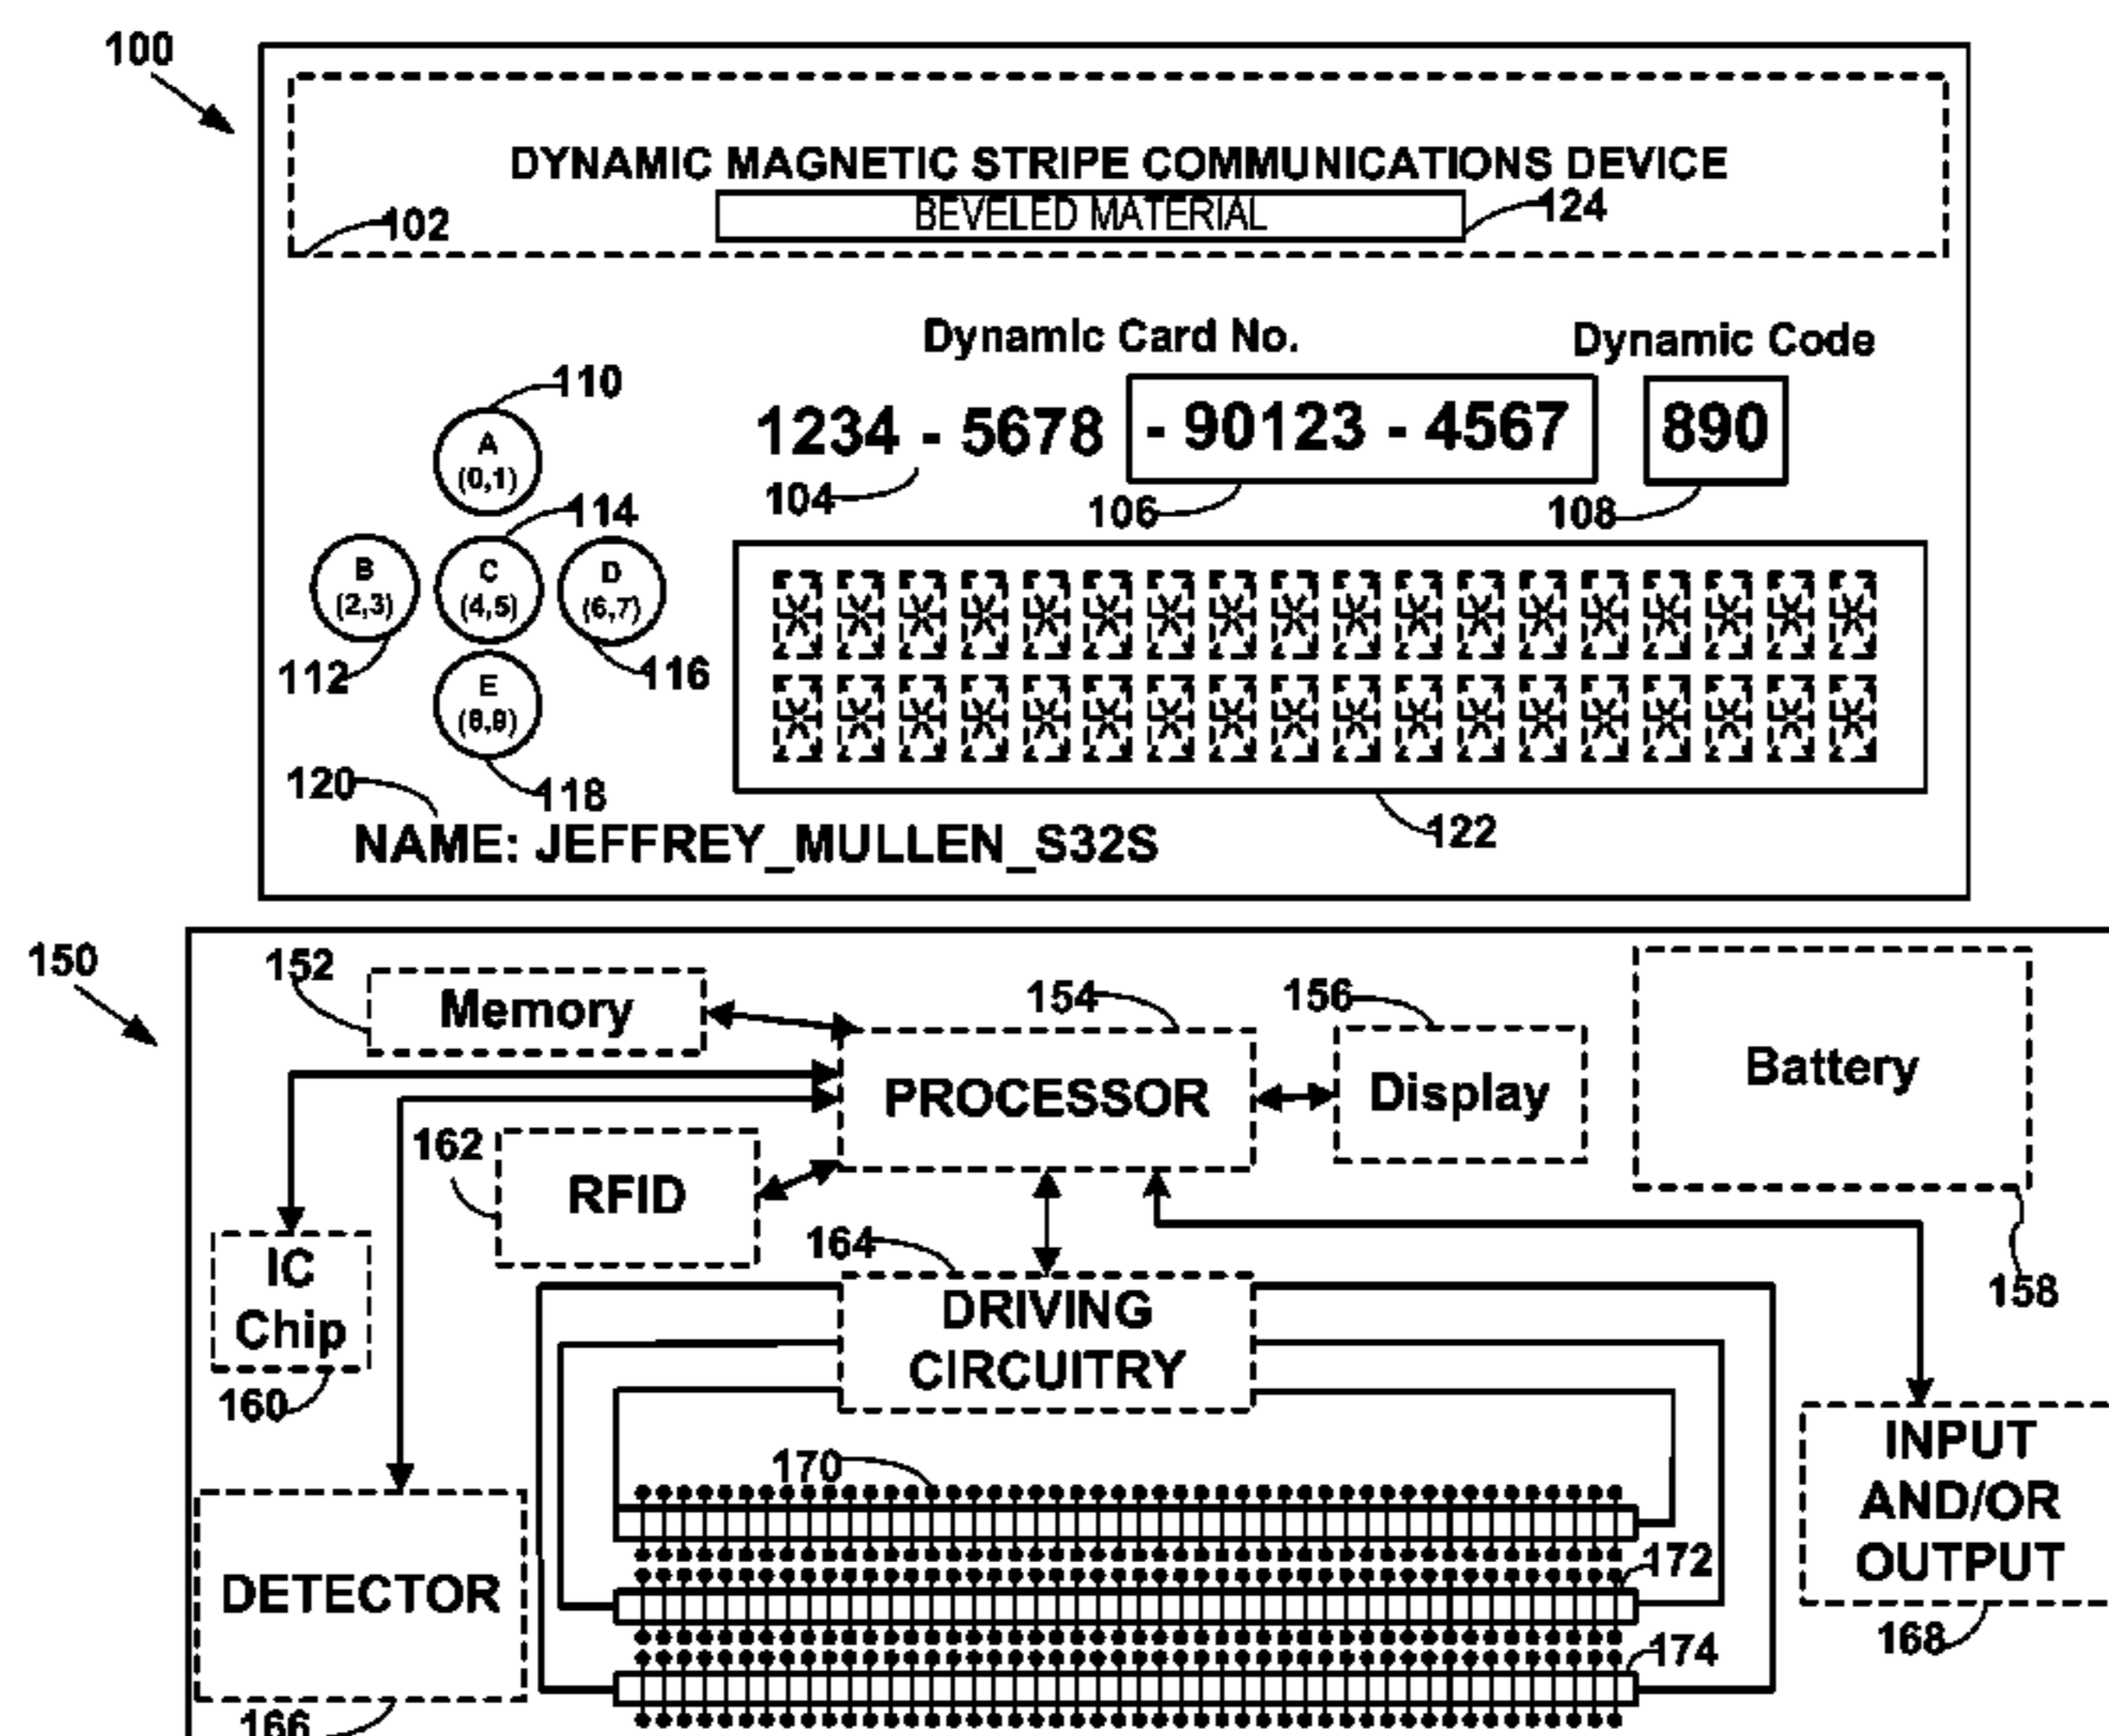 100
DYNAMIC MAGNETIC STRIPE COMMUNICATIONS DEVICE
BEVELED MATERIAL
124
102
Dynamic Card No.
Dynamic Code
110
A
(0,1)
1234 - 5678 - 90123 - 4567
890
104
106
108
114
B
(2,3)
C
(4,5)
D
(6,7)
112
116
E
(8,9)
118
120
122
NAME: JEFFREY_MULLEN_S32S
150
152
Memory
154
156
Battery
PROCESSOR
Display
162
RFID
164
158
IC
Chip
DRIVING
CIRCUITRY
160
INPUT
AND/OR
OUTPUT
170
172
DETECTOR
168
174
166